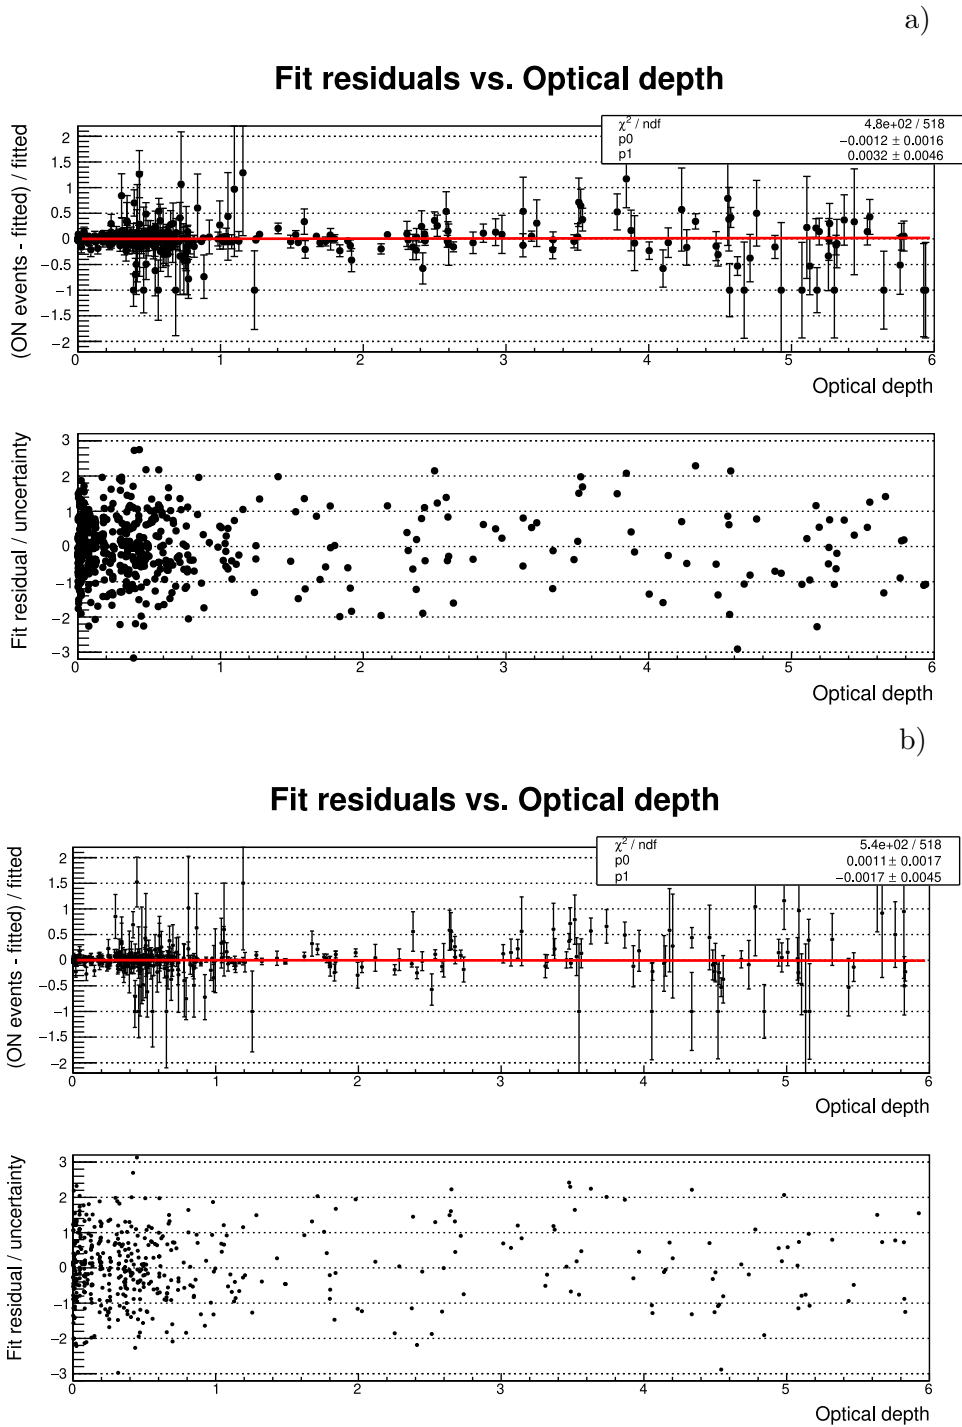 a)
Fit residuals vs. Optical depth
χ² / ndf 4.8e+02 / 518
p0 −0.0012 ± 0.0016
p1 0.0032 ± 0.0046
(ON events - fitted) / fitted
2
1.5
1
0.5
0
−0.5
−1
−1.5
−2
0 1 2 3 4 5 6
Optical depth
Fit residual / uncertainty
3
2
1
0
−1
−2
−3
0 1 2 3 4 5 6
Optical depth
b)
Fit residuals vs. Optical depth
χ² / ndf 5.4e+02 / 518
p0 0.0011 ± 0.0017
p1 −0.0017 ± 0.0045
(ON events - fitted) / fitted
2
1.5
1
0.5
0
−0.5
−1
−1.5
−2
0 1 2 3 4 5 6
Optical depth
Fit residual / uncertainty
3
2
1
0
−1
−2
−3
0 1 2 3 4 5 6
Optical depth